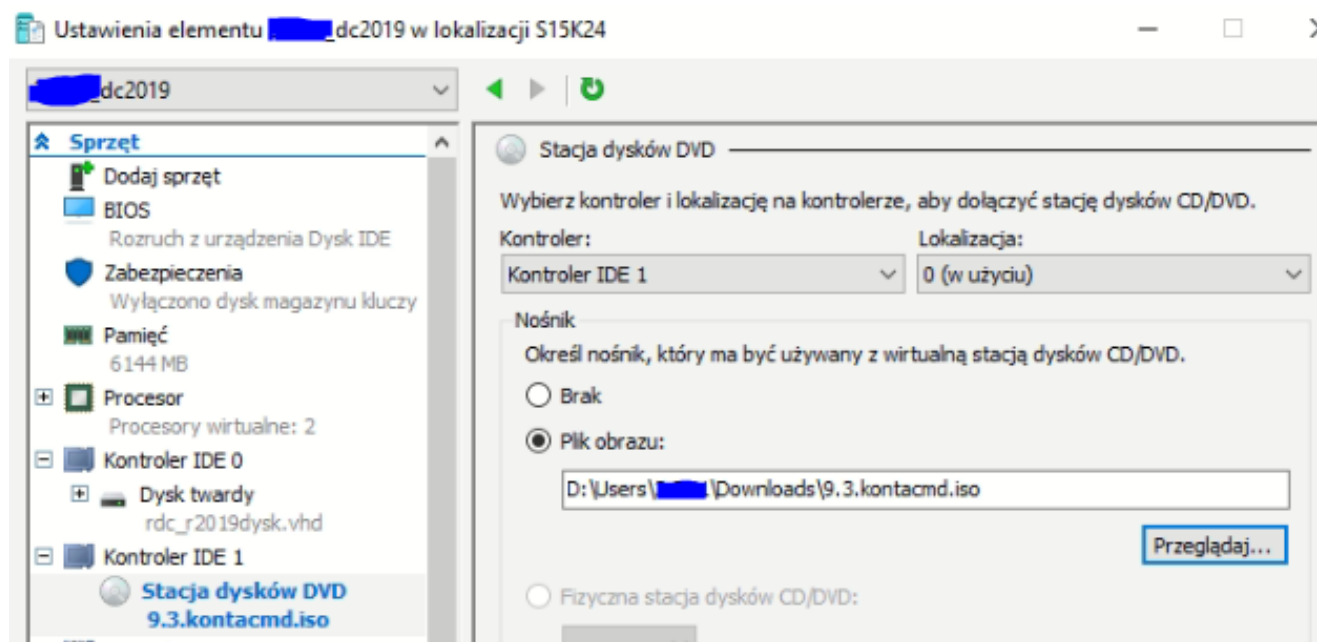 Ustawienia elementu _dc2019 w lokalizacji S15K24
_dc2019
Sprzęt
Dodaj sprzęt
BIOS
Rozruch z urządzenia Dysk IDE
Zabezpieczenia
Wyłączono dysk magazynu kluczy
Pamięć
6144 MB
Procesor
Procesory wirtualne: 2
Kontroler IDE 0
Dysk twardy
rdc_r2019dysk.vhd
Kontroler IDE 1
Stacja dysków DVD
9.3.kontacmd.iso
Stacja dysków DVD
Wybierz kontroler i lokalizację na kontrolerze, aby dołączyć stację dysków CD/DVD.
Kontroler: Lokalizacja:
Kontroler IDE 1 0 (w użyciu)
Nośnik
Określ nośnik, który ma być używany z wirtualną stacją dysków CD/DVD.
Brak
Plik obrazu:
D:\Users\ \Downloads\9.3.kontacmd.iso
Przeglądaj...
Fizyczna stacja dysków CD/DVD: